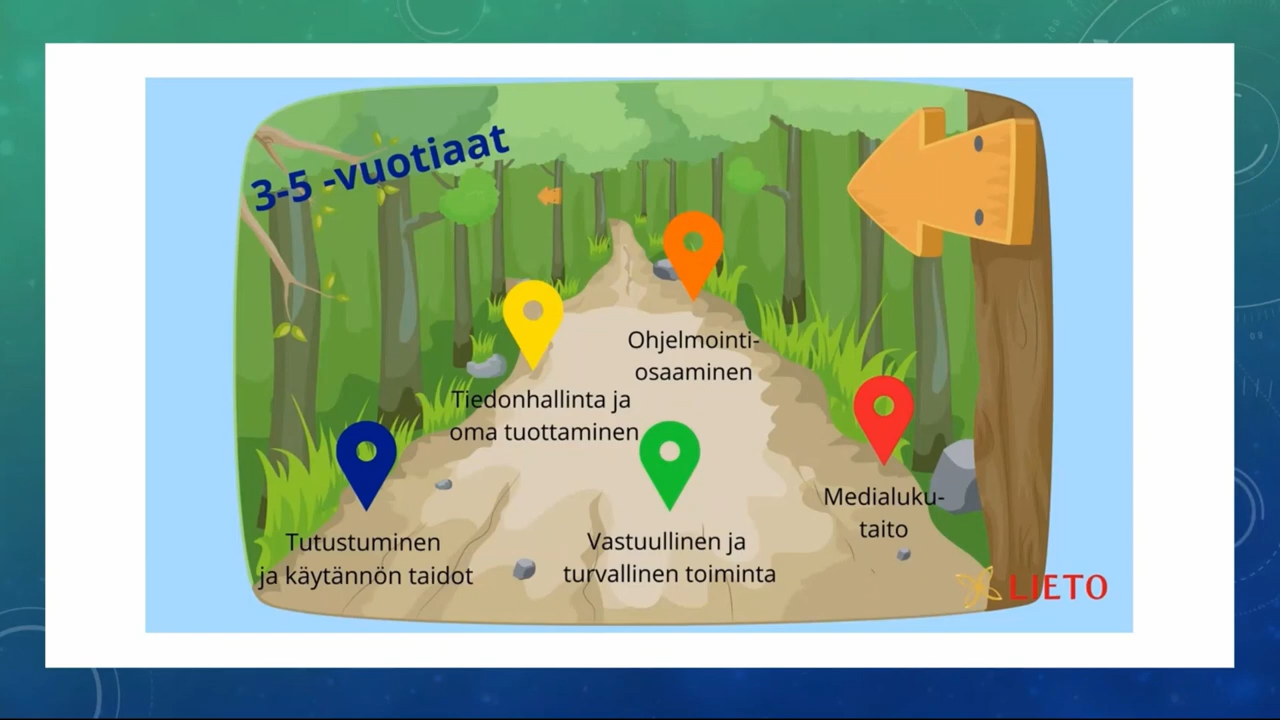 3-5 -vuotiaat
Ohjelmointi-
osaaminen
Tiedonhallinta ja
oma tuottaminen
Medialuku-
taito
Tutustuminen
ja käytännön taidot
Vastuullinen ja
turvallinen toiminta
LIETO